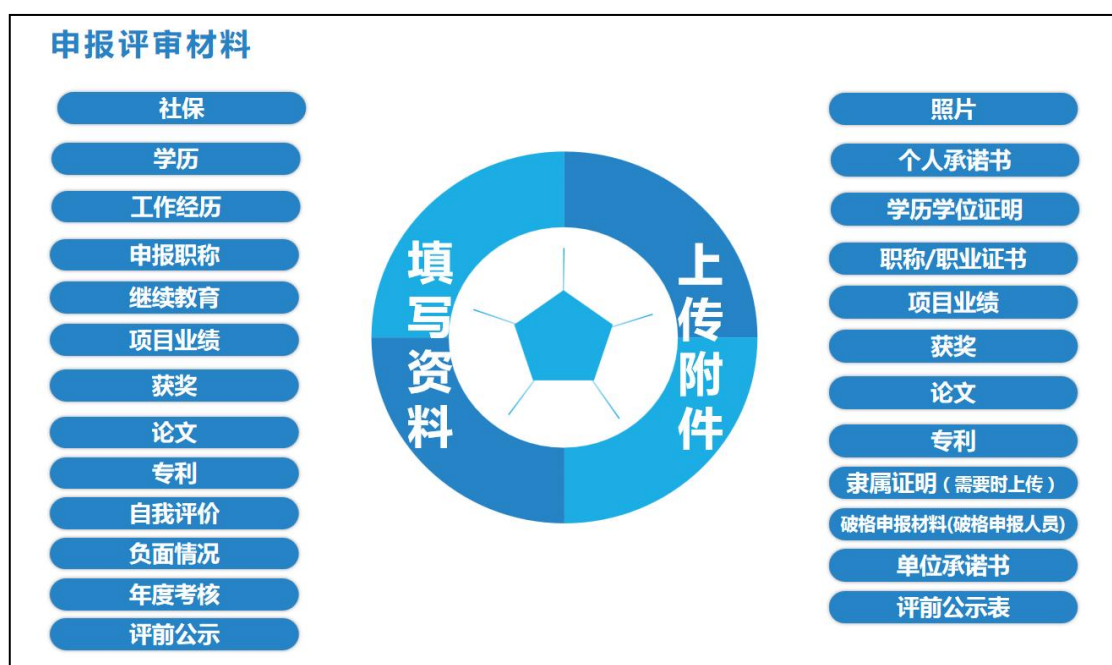 申报评审材料
社保
学历
工作经历
申报职称
继续教育
项目业绩
获奖
论文
专利
自我评价
负面情况
年度考核
评前公示
填写资料
上传附件
照片
个人承诺书
学历学位证明
职称/职业证书
项目业绩
获奖
论文
专利
隶属证明（需要时上传）
破格申报材料(破格申报人员)
单位承诺书
评前公示表